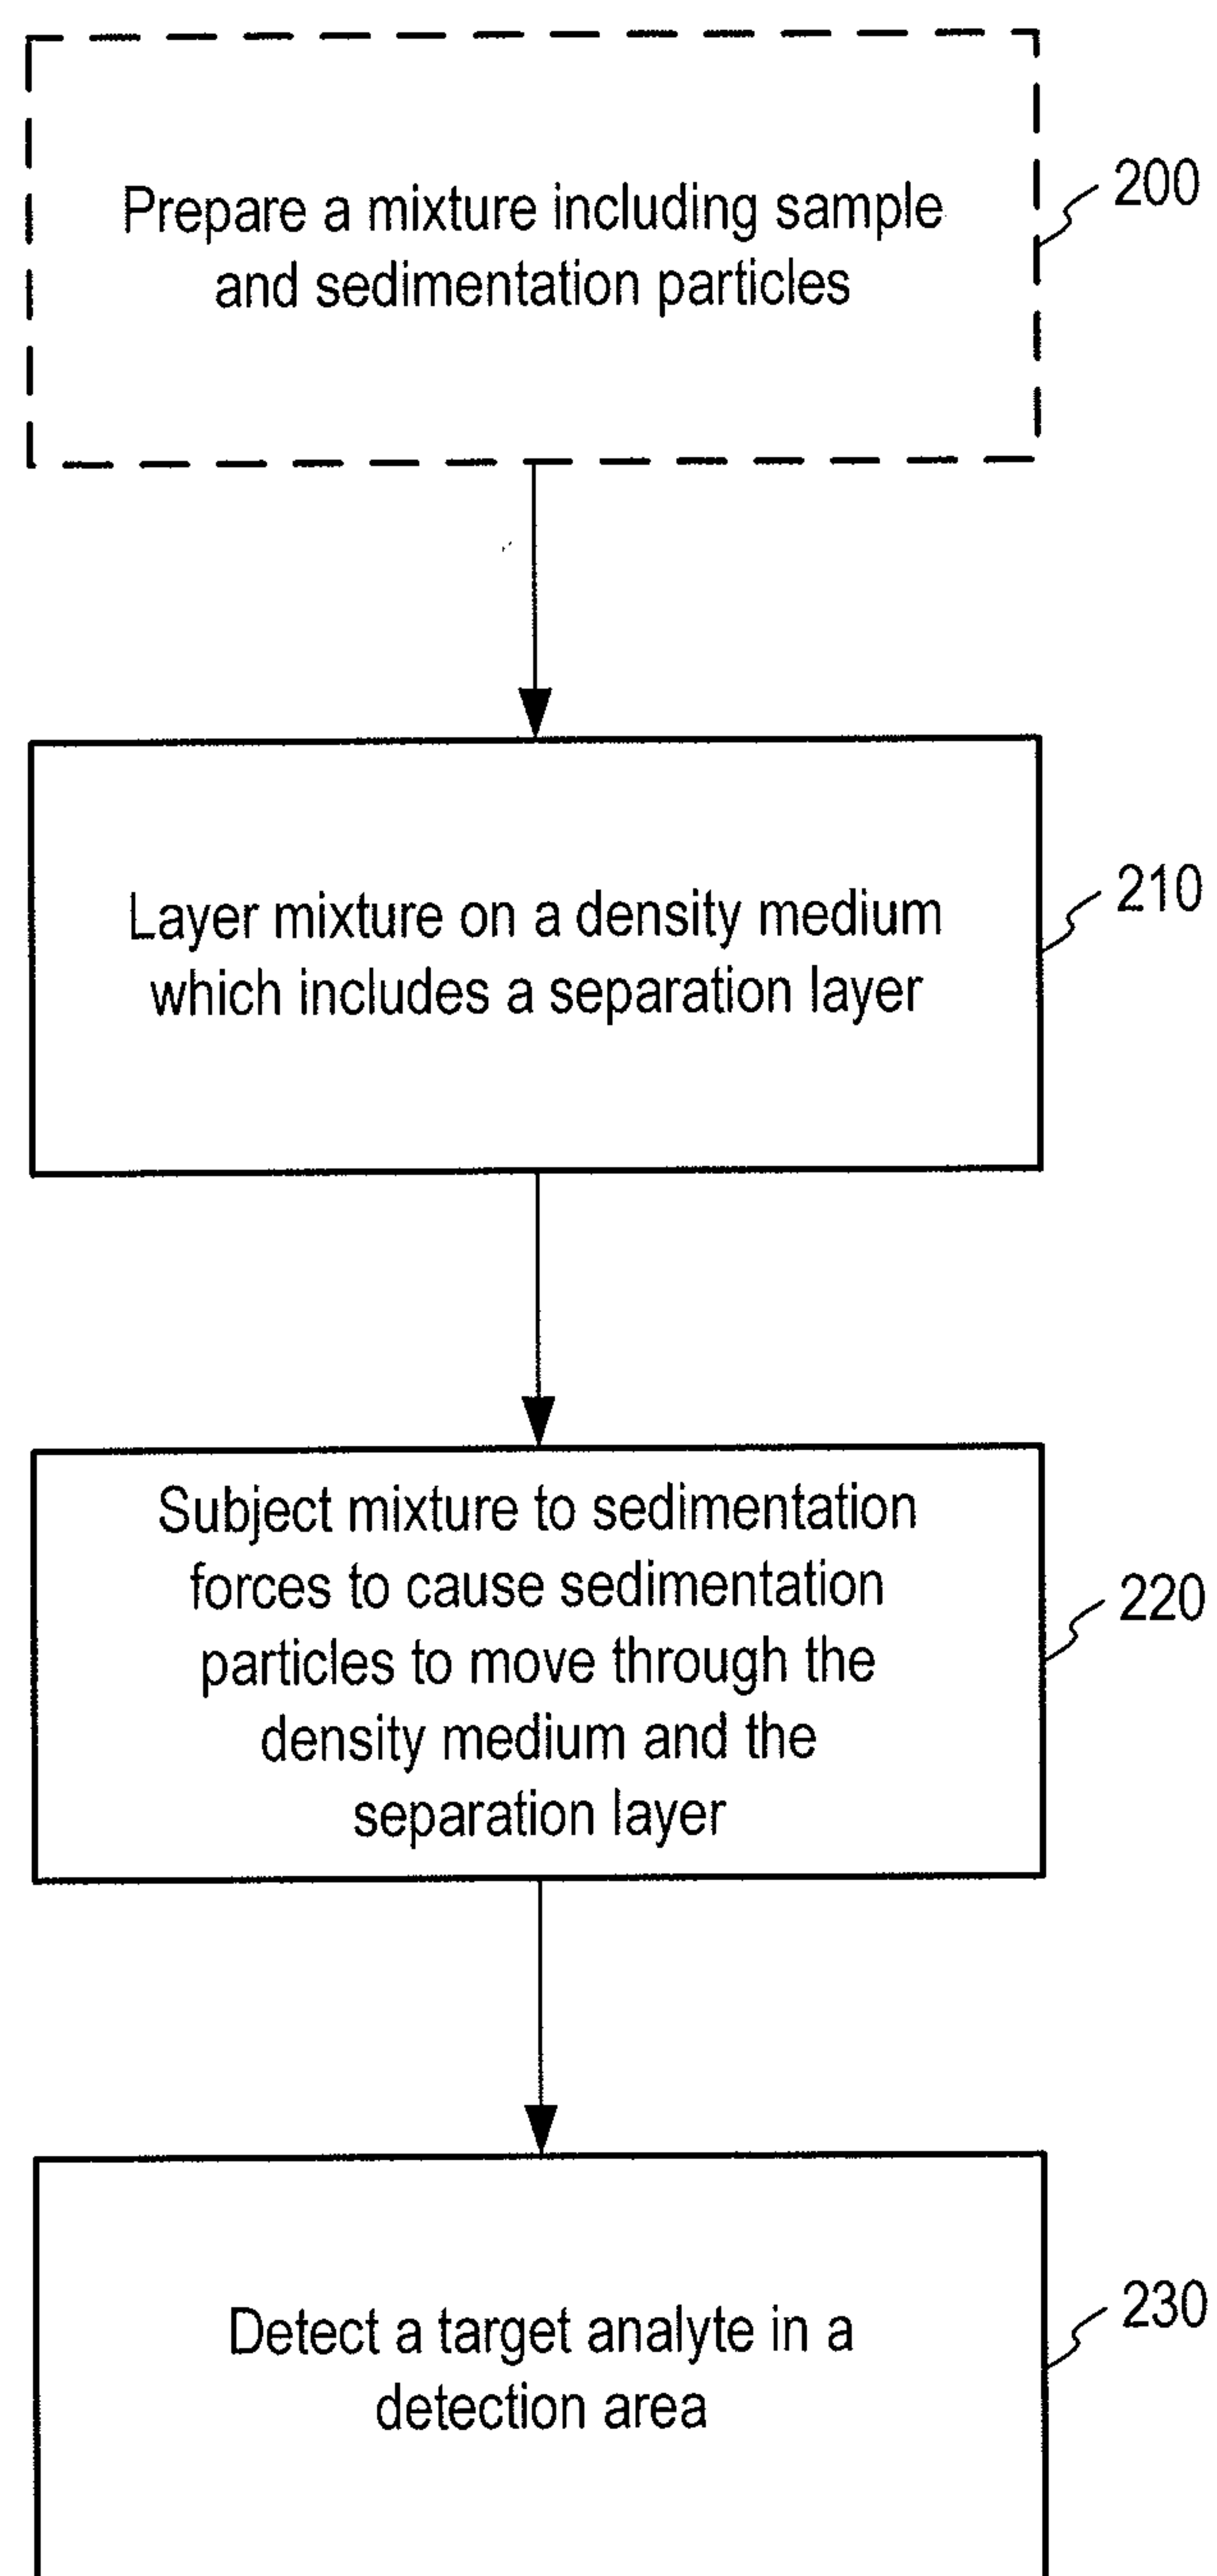 Prepare a mixture including sample
and sedimentation particles
200
Layer mixture on a density medium
which includes a separation layer
210
Subject mixture to sedimentation
forces to cause sedimentation
particles to move through the
density medium and the
separation layer
220
Detect a target analyte in a
detection area
230